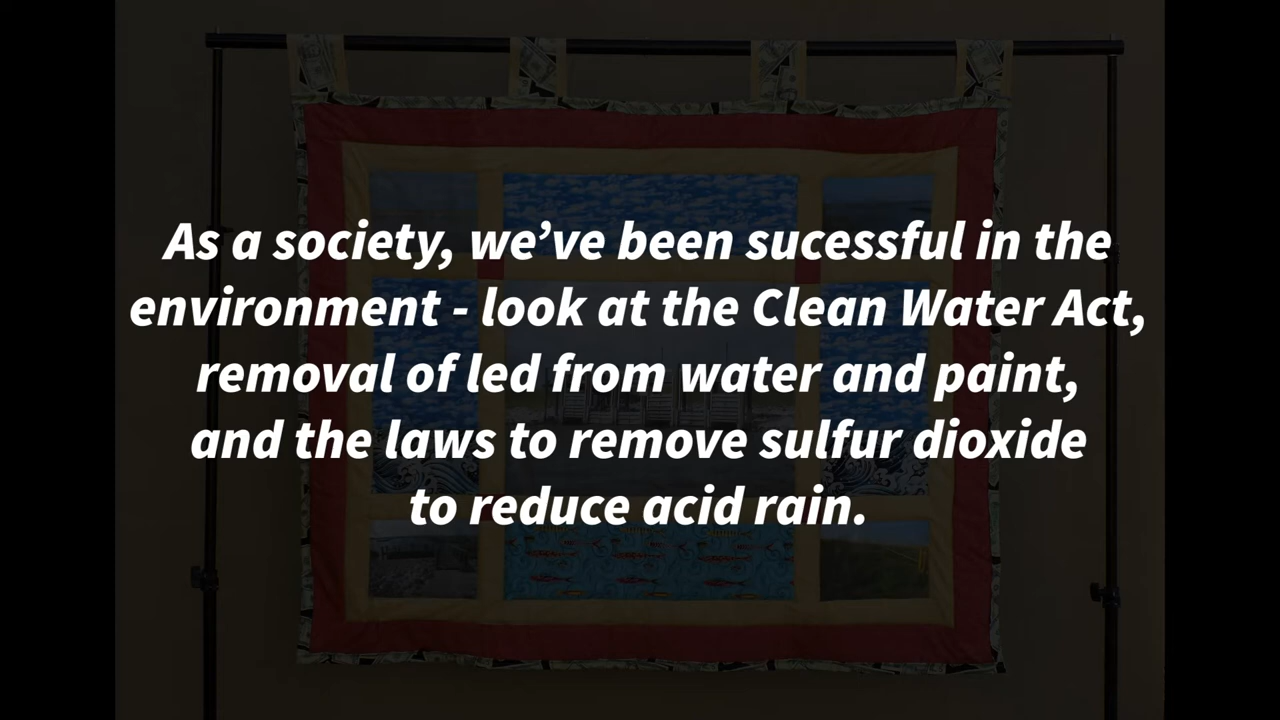 As a society, we’ve been sucessful in the
environment - look at the Clean Water Act,
removal of led from water and paint,
and the laws to remove sulfur dioxide
to reduce acid rain.